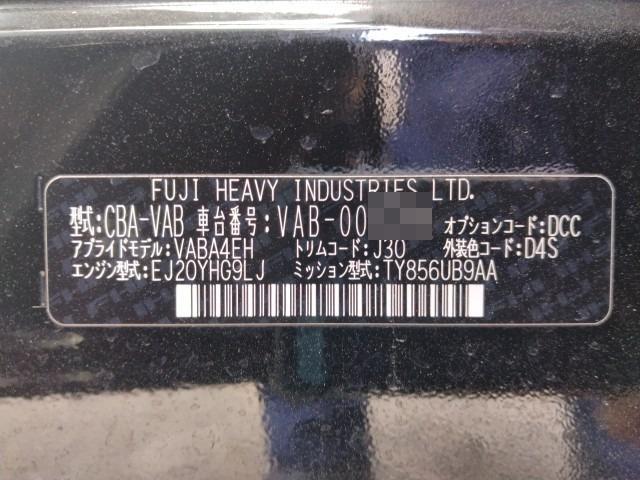 FUJI HEAVY INDUSTRIES LTD.
型式:CBA-VAB 車台番号:VAB-00 オプションコード:DCC
アプライドモデル:VABA4EH トリムコード:J30 外装色コード:D4S
エンジン型式:EJ20YHG9LJ ミッション型式:TY856UB9AA